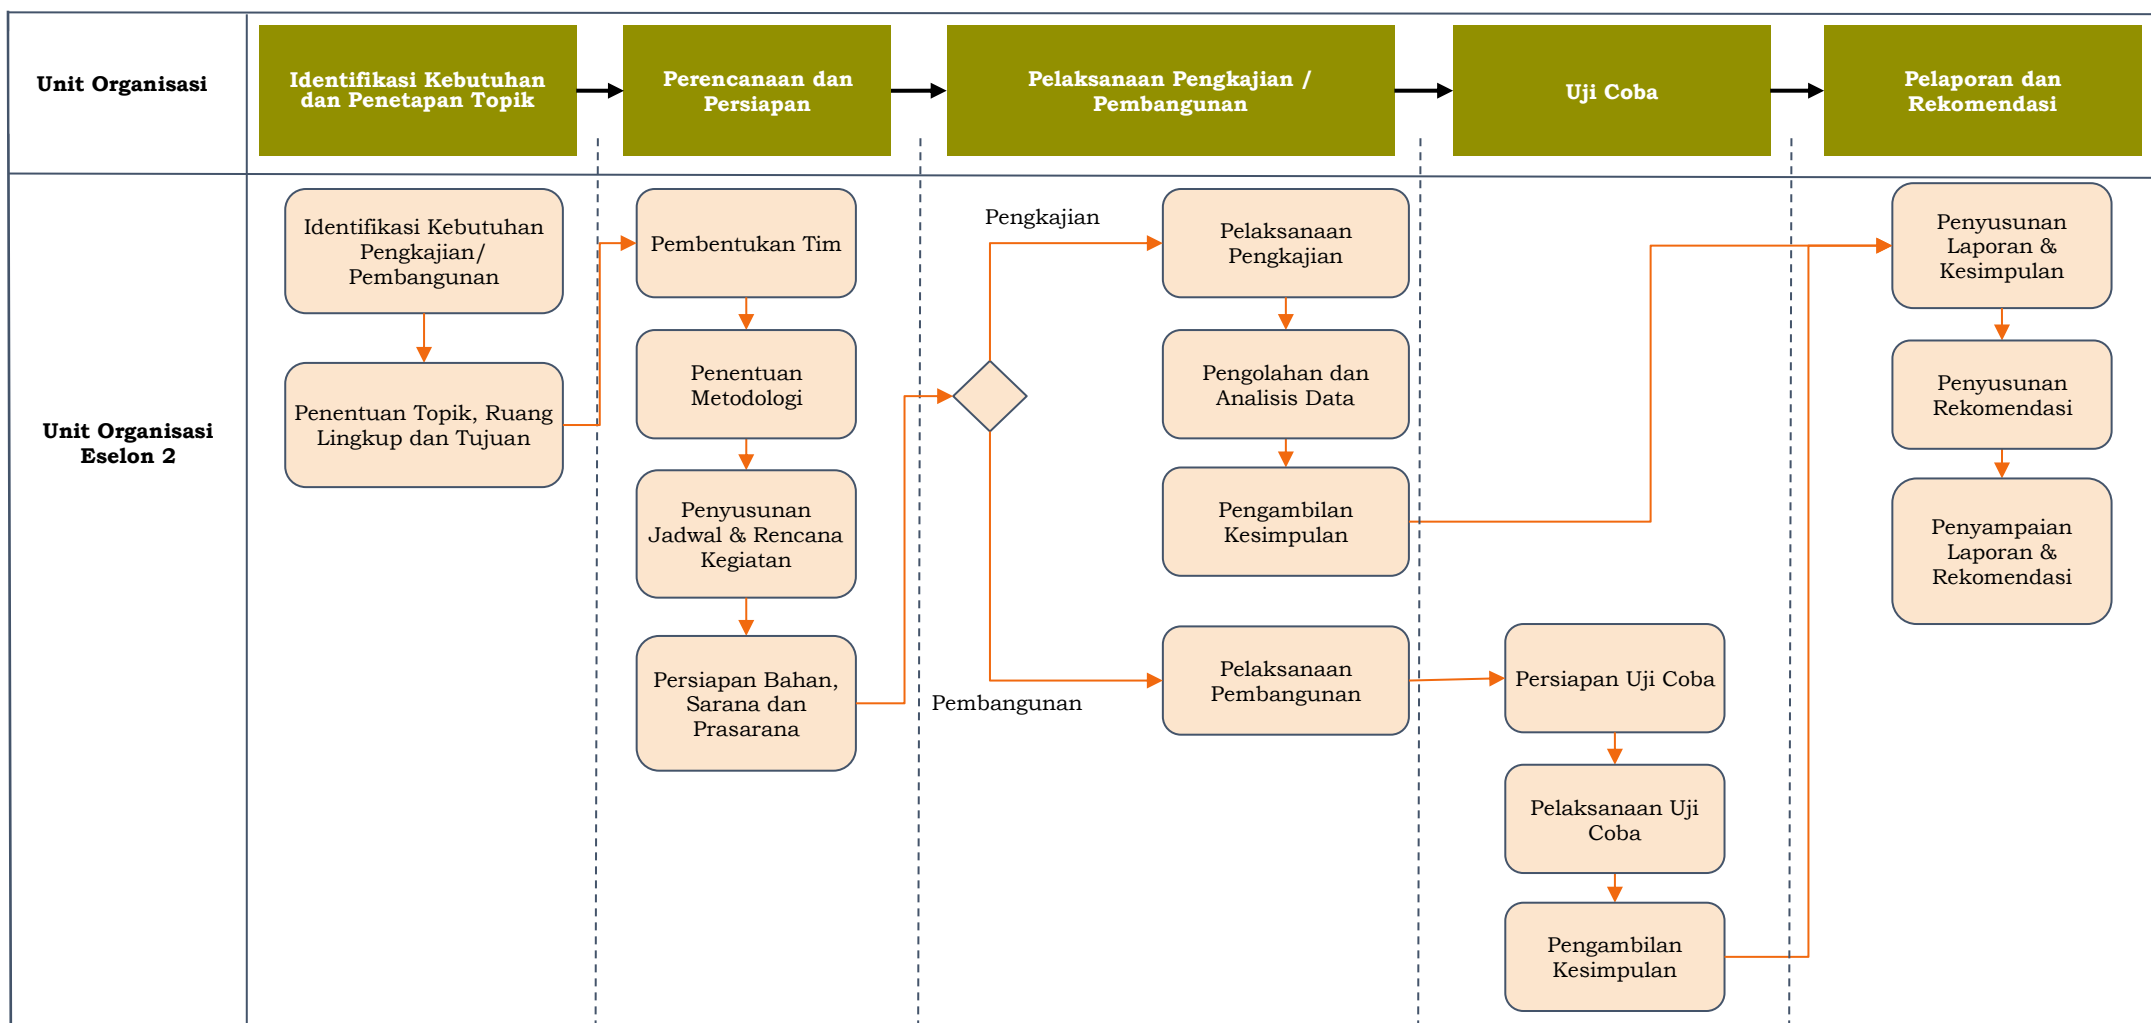 Unit Organisasi
Identifikasi Kebutuhan
dan Penetapan Topik
Perencanaan dan
Persiapan
Pelaksanaan Pengkajian /
Pembangunan
Uji Coba
Pelaporan dan
Rekomendasi
Unit Organisasi
Eselon 2
Identifikasi Kebutuhan
Pengkajian/
Pembangunan
Penentuan Topik, Ruang
Lingkup dan Tujuan
Pembentukan Tim
Penentuan
Metodologi
Penyusunan
Jadwal & Rencana
Kegiatan
Persiapan Bahan,
Sarana dan
Prasarana
Pengkajian
Pembangunan
Pelaksanaan
Pengkajian
Pengolahan dan
Analisis Data
Pengambilan
Kesimpulan
Pelaksanaan
Pembangunan
Persiapan Uji Coba
Pelaksanaan Uji
Coba
Pengambilan
Kesimpulan
Penyusunan
Laporan &
Kesimpulan
Penyusunan
Rekomendasi
Penyampaian
Laporan &
Rekomendasi